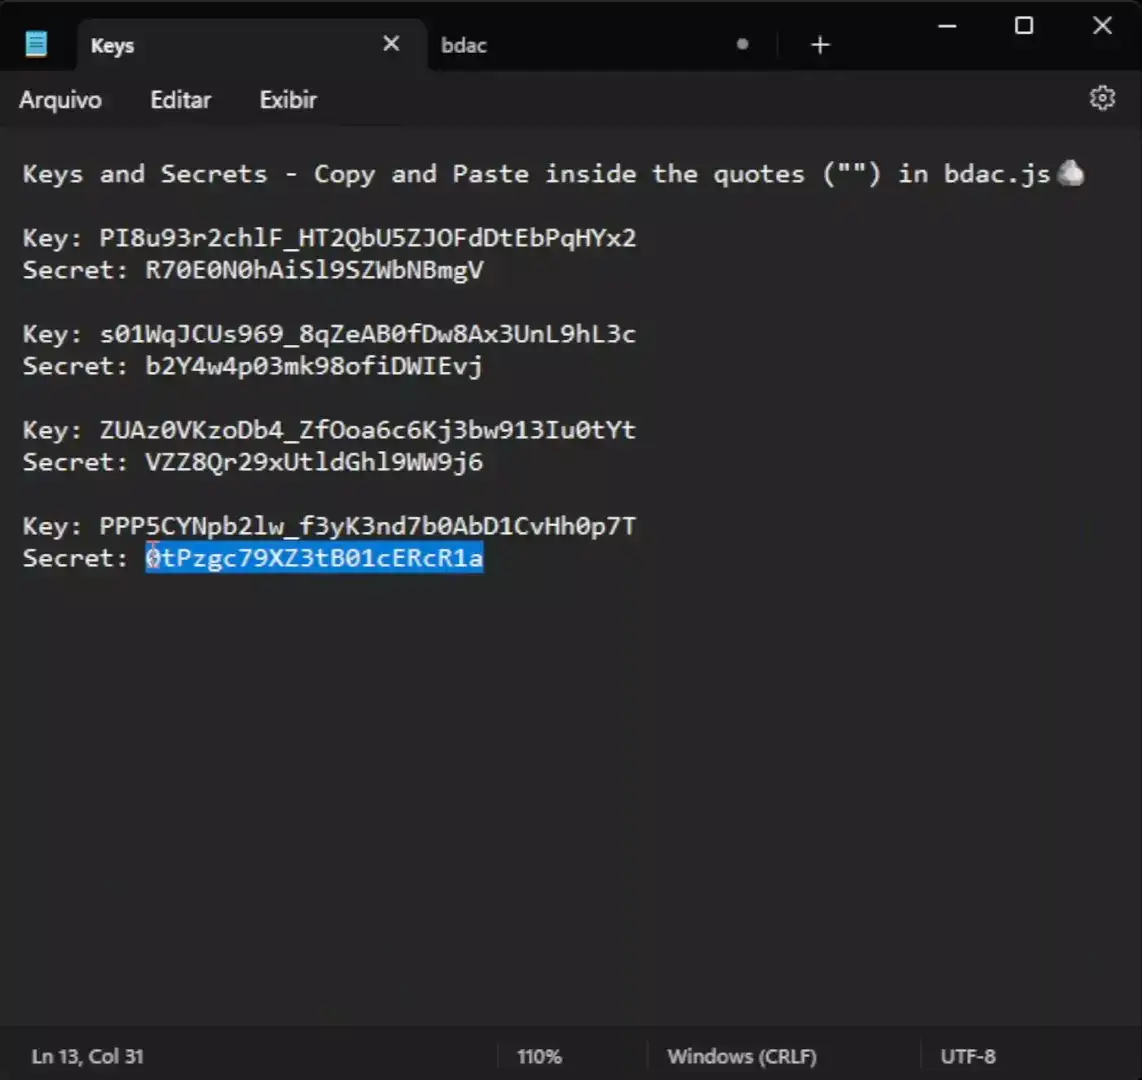 Keys
bdac
Arquivo Editar Exibir
Keys and Secrets - Copy and Paste inside the quotes ("") in bdac.js
Key: PI8u93r2chlF_HT2QbU5ZJOFdDtEbPqHYx2
Secret: R70E0N0hAiSl9SZWbNBmgV
Key: s01WqJCUs969_8qZeAB0fDw8Ax3UnL9hL3c
Secret: b2Y4w4p03mk98ofiDWIEvj
Key: ZUAz0VKzoDb4_ZfOoa6c6Kj3bw913Iu0tYt
Secret: VZZ8Qr29xUtldGhl9WW9j6
Key: PPP5CYNpb2lw_f3yK3nd7b0AbD1CvHh0p7T
Secret: 0tPzgc79XZ3tB01cERcR1a
Ln 13, Col 31
110%
Windows (CRLF)
UTF-8